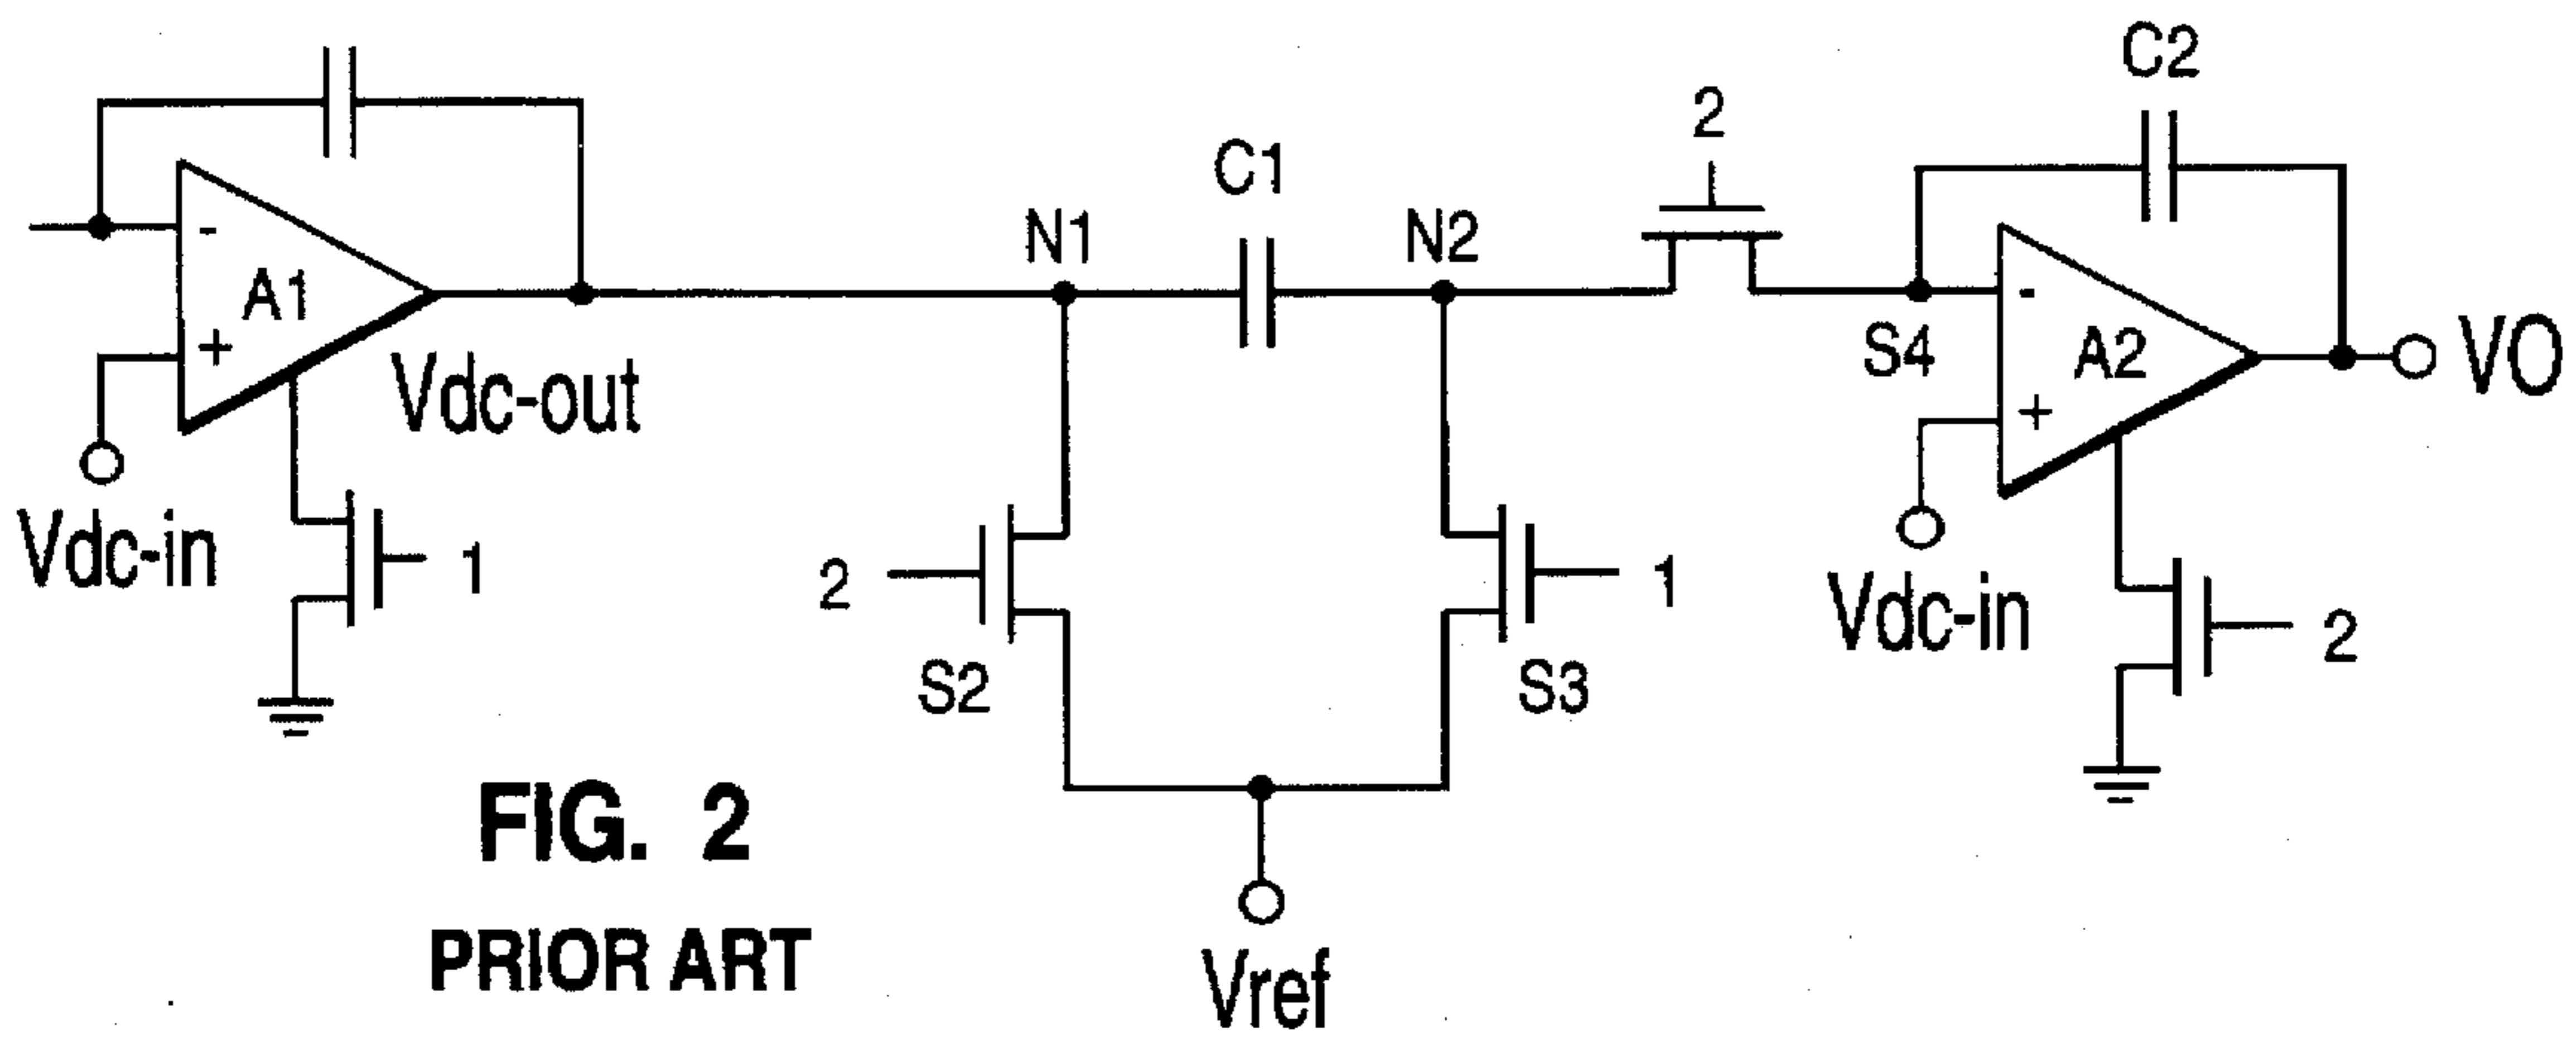 C2
2
C1
N1
N2
-
A1
+
Vdc-out
-
S4
A2
+
VO
Vdc-in
1
2
S2
1
S3
Vdc-in
2
FIG. 2
PRIOR ART
Vref